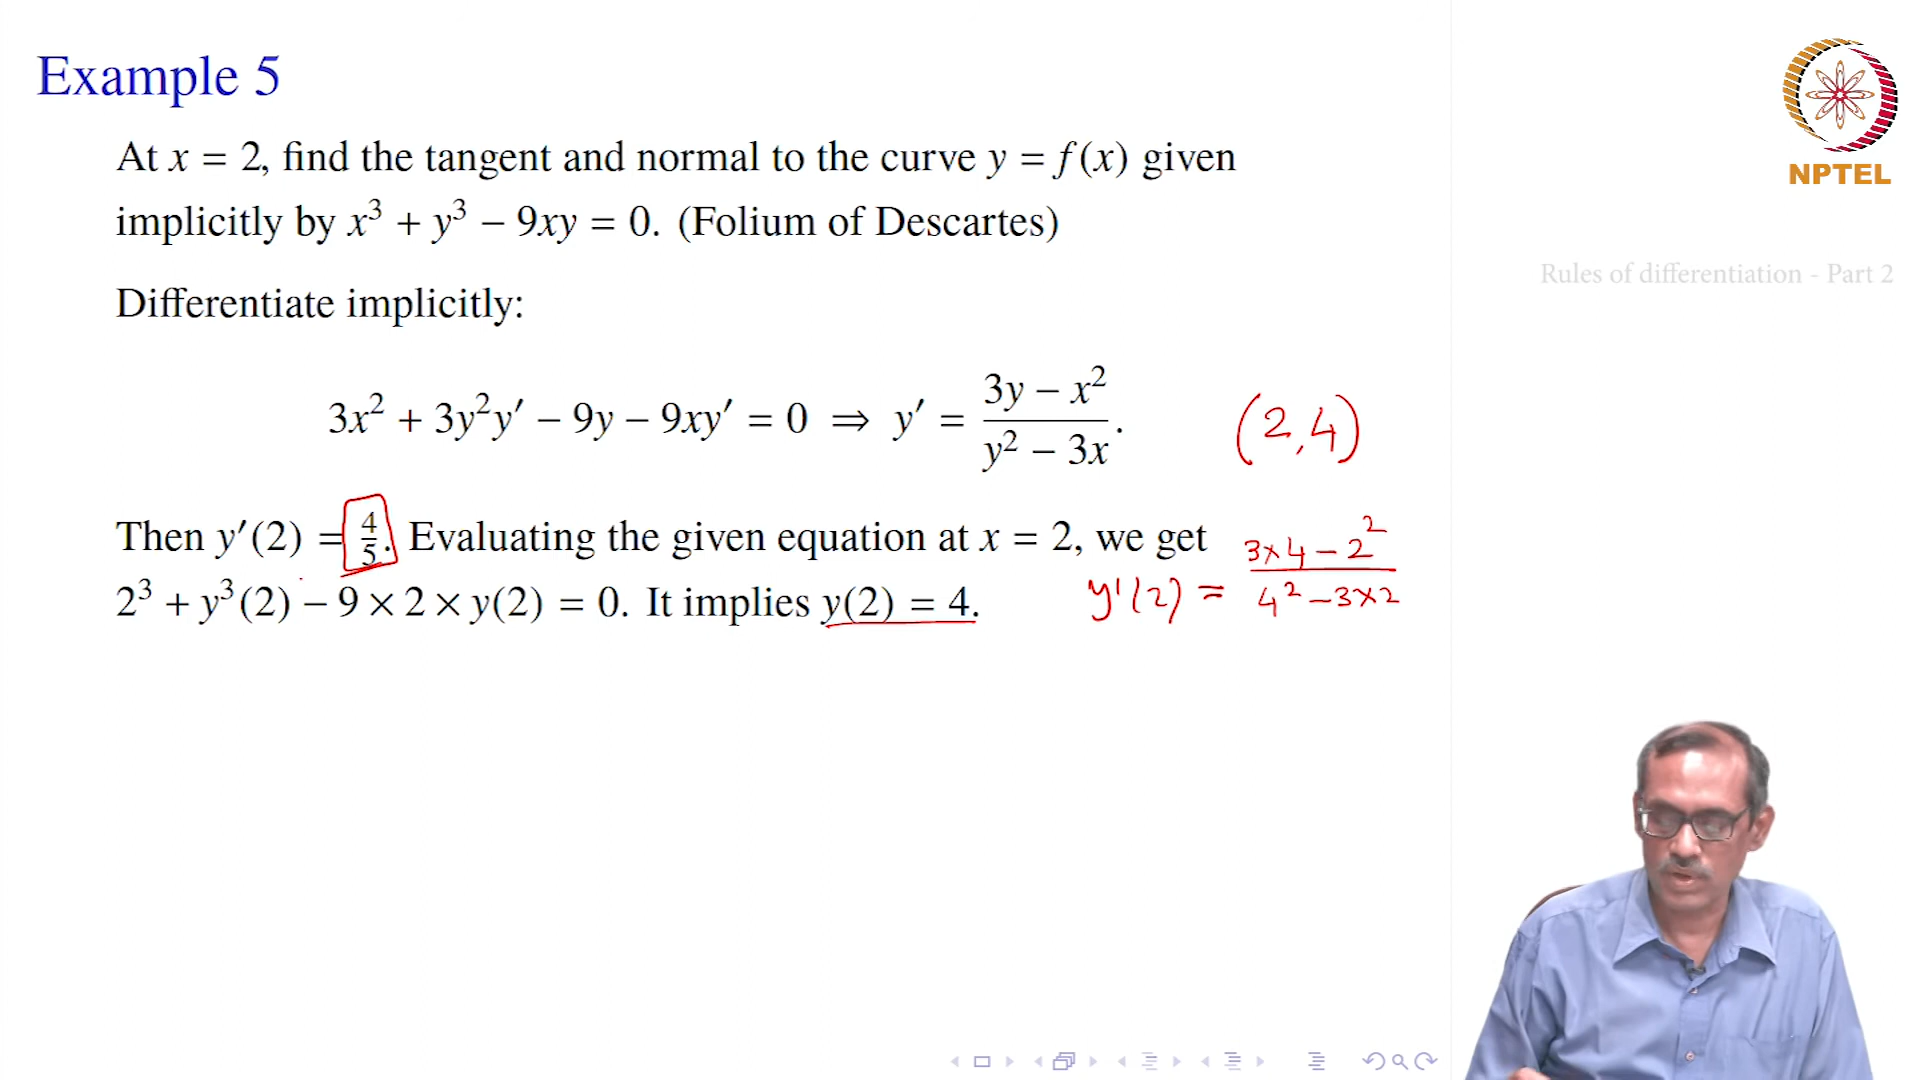 Example 5
At x = 2, find the tangent and normal to the curve y = f(x) given
implicitly by x³ + y³ − 9xy = 0. (Folium of Descartes)
Differentiate implicitly:
3x² + 3y²y′ − 9y − 9xy′ = 0 ⇒ y′ = (3y − x²)/(y² − 3x).
(2,4)
Then y′(2) = 4/5. Evaluating the given equation at x = 2, we get
2³ + y³(2) − 9 × 2 × y(2) = 0. It implies y(2) = 4.
y'(2) = (3×4 − 2²)/(4² − 3×2)
NPTEL
Rules of differentiation - Part 2